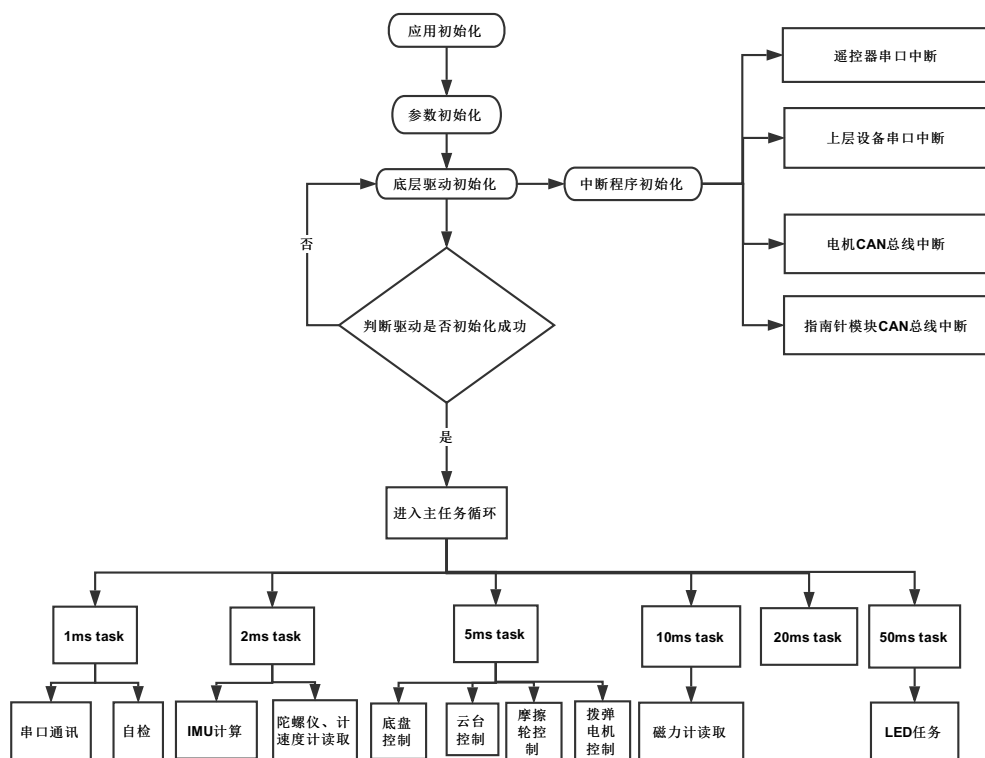 应用初始化
遥控器串口中断
参数初始化
上层设备串口中断
底层驱动初始化
中断程序初始化
否
电机CAN总线中断
判断驱动是否初始化成功
指南针模块CAN总线中断
是
进入主任务循环
1ms task
2ms task
5ms task
10ms task
20ms task
50ms task
串口通讯
自检
IMU计算
陀螺仪、计
速度计读取
底盘
控制
云台
控制
摩擦
轮控
制
拨弹
电机
控制
磁力计读取
LED任务